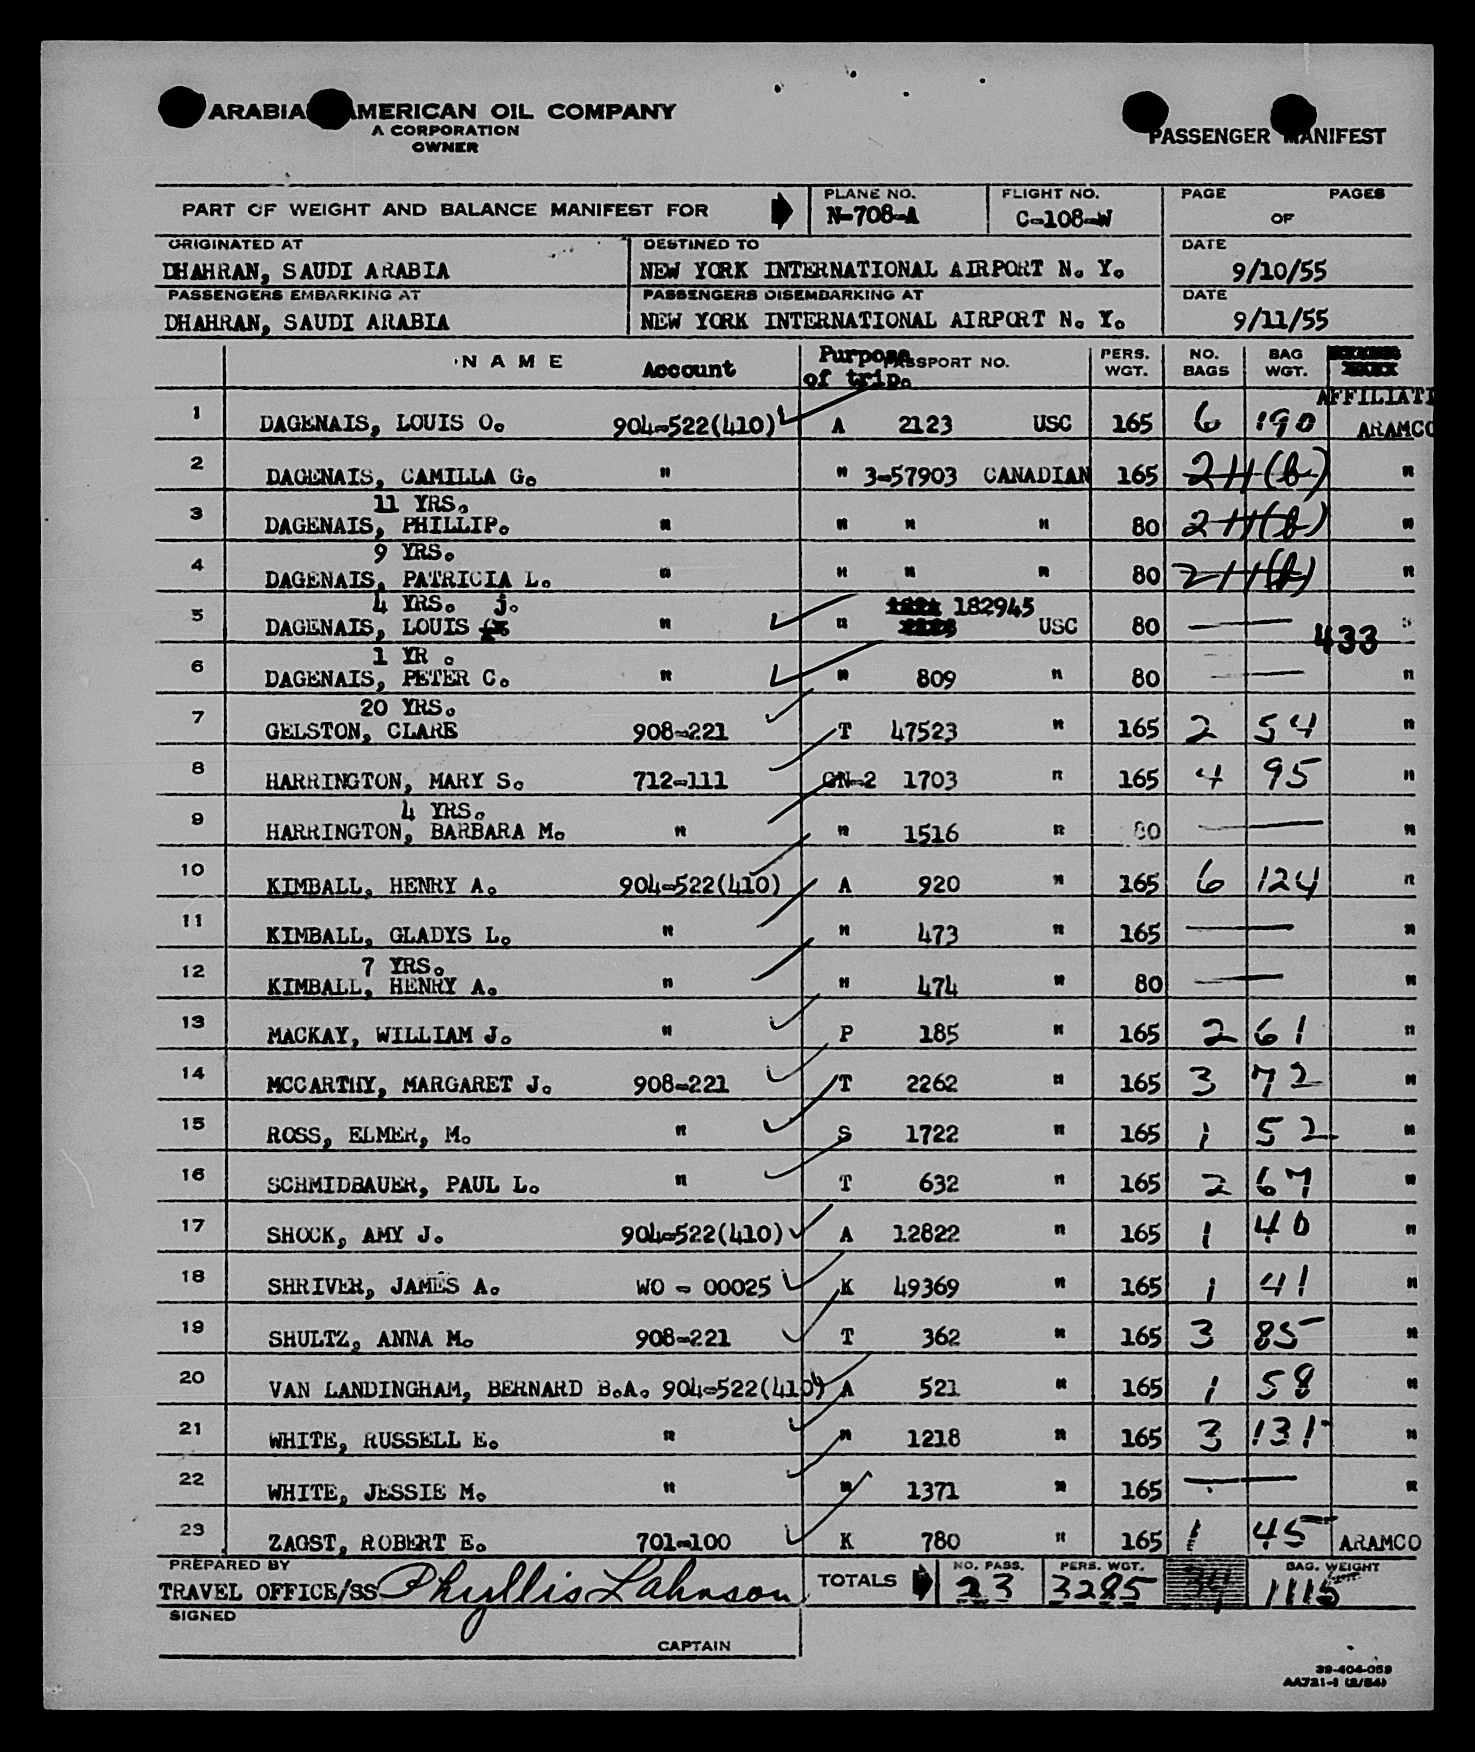 ARABIAN AMERICAN OIL COMPANY
A CORPORATION
OWNER
PASSENGER MANIFEST
PART OF WEIGHT AND BALANCE MANIFEST FOR
PLANE NO. N-708-A
FLIGHT NO. C-108-W
PAGE OF PAGES
ORIGINATED AT
DHAHRAN, SAUDI ARABIA
DESTINED TO
NEW YORK INTERNATIONAL AIRPORT N. Y.
DATE
9/10/55
PASSENGERS EMBARKING AT
DHAHRAN, SAUDI ARABIA
PASSENGERS DISEMBARKING AT
NEW YORK INTERNATIONAL AIRPORT N. Y.
DATE
9/11/55
NAME Account Purpose of trip. PASSPORT NO. PERS. WGT. NO. BAGS BAG WGT. AFFILIATI
1 DAGENAIS, LOUIS O. 904-522(410) A 2123 USC 165 6 190 ARAMCO
2 DAGENAIS, CAMILLA G. " " 3-57903 CANADIAN 165 211(b) "
11 YRS.
3 DAGENAIS, PHILLIP. " " " " 80 211(b) "
9 YRS.
4 DAGENAIS, PATRICIA L. " " " " 80 211(b) "
4 YRS. j. 182945
5 DAGENAIS, LOUIS " " USC 80 — 433 "
1 YR .
6 DAGENAIS, PETER C. " " 809 " 80 — "
20 YRS.
7 GELSTON, CLARE 908-221 T 47523 " 165 2 54 "
8 HARRINGTON, MARY S. 712-111 GN-2 1703 " 165 4 95 "
4 YRS.
9 HARRINGTON, BARBARA M. " " 1516 " 80 — "
10 KIMBALL, HENRY A. 904-522(410) A 920 " 165 6 124 "
11 KIMBALL, GLADYS L. " " 473 " 165 — "
7 YRS.
12 KIMBALL, HENRY A. " " 474 " 80 — "
13 MACKAY, WILLIAM J. " P 185 " 165 2 61 "
14 MCCARTHY, MARGARET J. 908-221 T 2262 " 165 3 72 "
15 ROSS, ELMER, M. " S 1722 " 165 1 52 "
16 SCHMIDBAUER, PAUL L. " T 632 " 165 2 67 "
17 SHOCK, AMY J. 904-522(410) A 12822 " 165 1 40 "
18 SHRIVER, JAMES A. WO - 00025 K 49369 " 165 1 41 "
19 SHULTZ, ANNA M. 908-221 T 362 " 165 3 85 "
20 VAN LANDINGHAM, BERNARD B.A. 904-522(410) A 521 " 165 1 58 "
21 WHITE, RUSSELL E. " " 1218 " 165 3 131 "
22 WHITE, JESSIE M. " " 1371 " 165 — "
23 ZAGST, ROBERT E. 701-100 K 780 " 165 1 45 ARAMCO
PREPARED BY
TRAVEL OFFICE/SS Phyllis Lahnson
TOTALS NO. PASS. 23 PERS. WGT. 3285 34 BAG. WEIGHT 1115
SIGNED
CAPTAIN
39-404-059
AA721-1 (2/54)